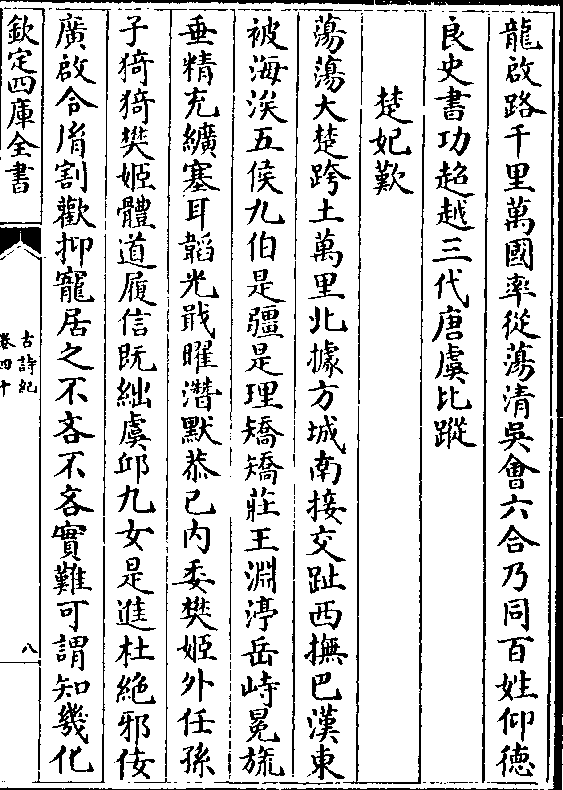 龍啟路千里萬國率從蕩清吳會六合乃同百姓仰德
良史書功超越三代唐虞比蹤
楚妃歎
蕩蕩大楚跨土萬里北據方城南接交趾西撫巴漢東
被海涘五侯九伯是疆是理矯矯莊王淵渟岳峙冕旒
垂精充纊塞耳韜光戢曜潛默恭己内委樊姬外任孫
子猗猗樊姬體道履信既絀虞邱九女是進杜絶邪佞
廣啟令𦙍割歡抑寵居之不吝不吝實難可謂知幾化
欽定四庫全書
古詩紀
卷四十
八